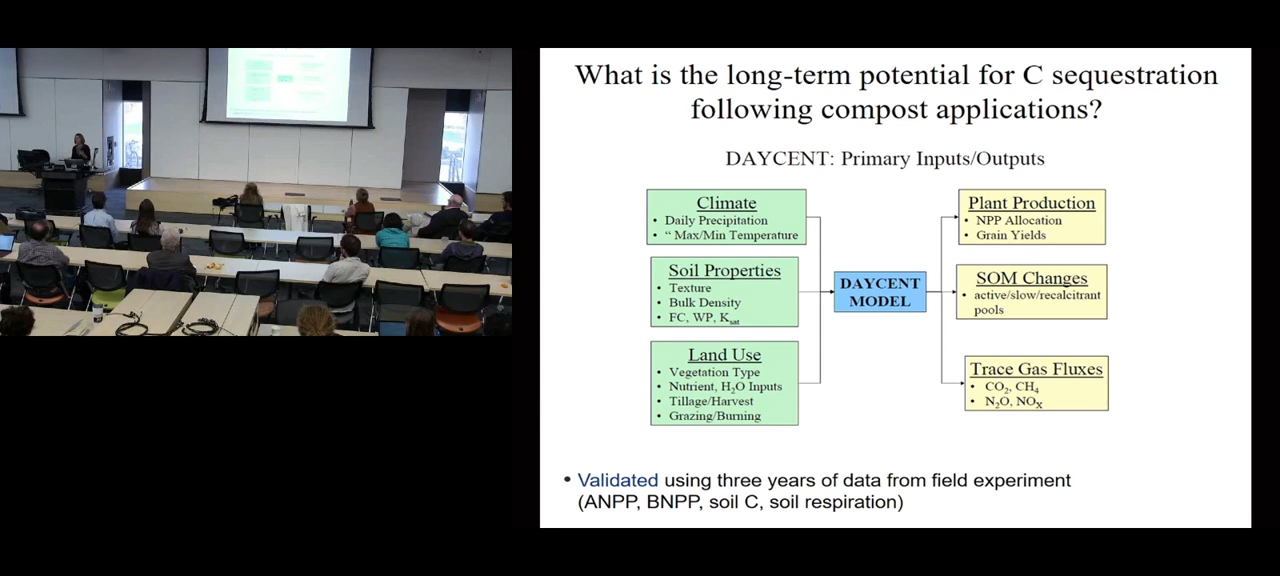 What is the long-term potential for C sequestration
following compost applications?
DAYCENT: Primary Inputs/Outputs
Climate
• Daily Precipitation
• “ Max/Min Temperature
Soil Properties
• Texture
• Bulk Density
• FC, WP, Ksat
Land Use
• Vegetation Type
• Nutrient, H2O Inputs
• Tillage/Harvest
• Grazing/Burning
DAYCENT
MODEL
Plant Production
• NPP Allocation
• Grain Yields
SOM Changes
• active/slow/recalcitrant
pools
Trace Gas Fluxes
• CO2, CH4
• N2O, NOX
• Validated using three years of data from field experiment
(ANPP, BNPP, soil C, soil respiration)